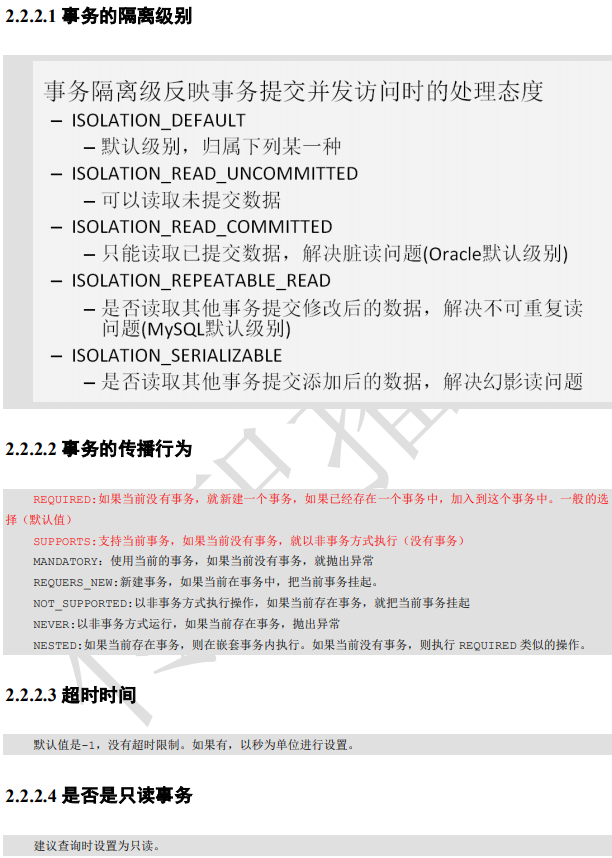 2.2.2.1 事务的隔离级别
事务隔离级反映事务提交并发访问时的处理态度
– ISOLATION_DEFAULT
– 默认级别，归属下列某一种
– ISOLATION_READ_UNCOMMITTED
– 可以读取未提交数据
– ISOLATION_READ_COMMITTED
– 只能读取已提交数据，解决脏读问题(Oracle默认级别)
– ISOLATION_REPEATABLE_READ
– 是否读取其他事务提交修改后的数据，解决不可重复读
问题(MySQL默认级别)
– ISOLATION_SERIALIZABLE
– 是否读取其他事务提交添加后的数据，解决幻影读问题
2.2.2.2 事务的传播行为
REQUIRED:如果当前没有事务，就新建一个事务，如果已经存在一个事务中，加入到这个事务中。一般的选
择（默认值）
SUPPORTS:支持当前事务，如果当前没有事务，就以非事务方式执行（没有事务）
MANDATORY：使用当前的事务，如果当前没有事务，就抛出异常
REQUERS_NEW:新建事务，如果当前在事务中，把当前事务挂起。
NOT_SUPPORTED:以非事务方式执行操作，如果当前存在事务，就把当前事务挂起
NEVER:以非事务方式运行，如果当前存在事务，抛出异常
NESTED:如果当前存在事务，则在嵌套事务内执行。如果当前没有事务，则执行 REQUIRED 类似的操作。
2.2.2.3 超时时间
默认值是-1，没有超时限制。如果有，以秒为单位进行设置。
2.2.2.4 是否是只读事务
建议查询时设置为只读。